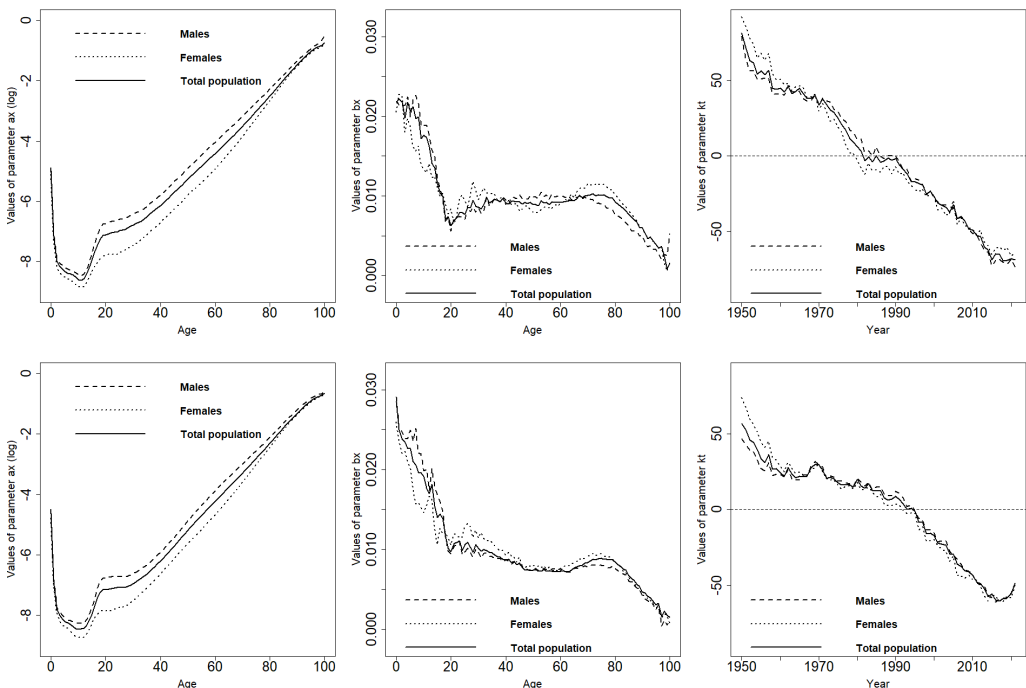 Values of parameter ax (log)
0
-2
-4
-6
-8
Males
Females
Total population
0 20 40 60 80 100
Age
Values of parameter bx
0.030
0.020
0.010
0.000
Males
Females
Total population
0 20 40 60 80 100
Age
Values of parameter kt
50
0
-50
Males
Females
Total population
1950 1970 1990 2010
Year
Values of parameter ax (log)
0
-2
-4
-6
-8
Males
Females
Total population
0 20 40 60 80 100
Age
Values of parameter bx
0.030
0.020
0.010
0.000
Males
Females
Total population
0 20 40 60 80 100
Age
Values of parameter kt
50
0
-50
Males
Females
Total population
1950 1970 1990 2010
Year